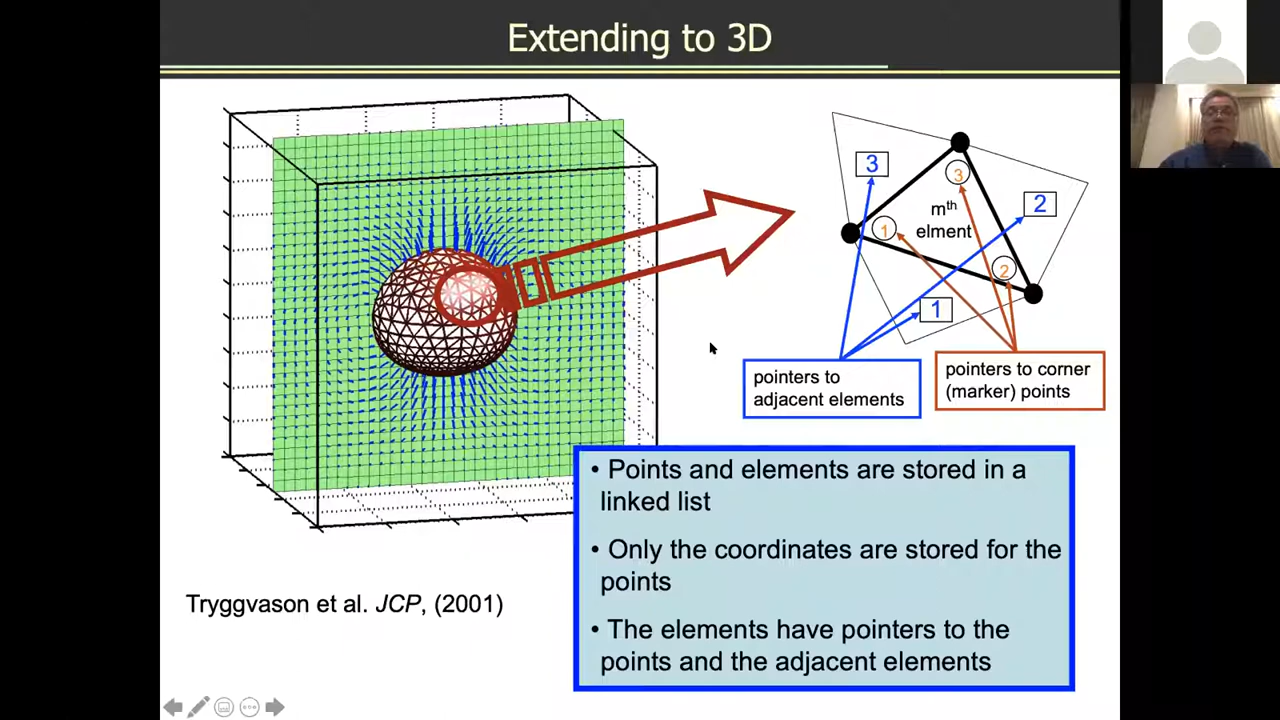 Extending to 3D
3
3
2
mth
elment
1
2
1
pointers to
adjacent elements
pointers to corner
(marker) points
• Points and elements are stored in a
linked list
• Only the coordinates are stored for the
points
• The elements have pointers to the
points and the adjacent elements
Tryggvason et al. JCP, (2001)